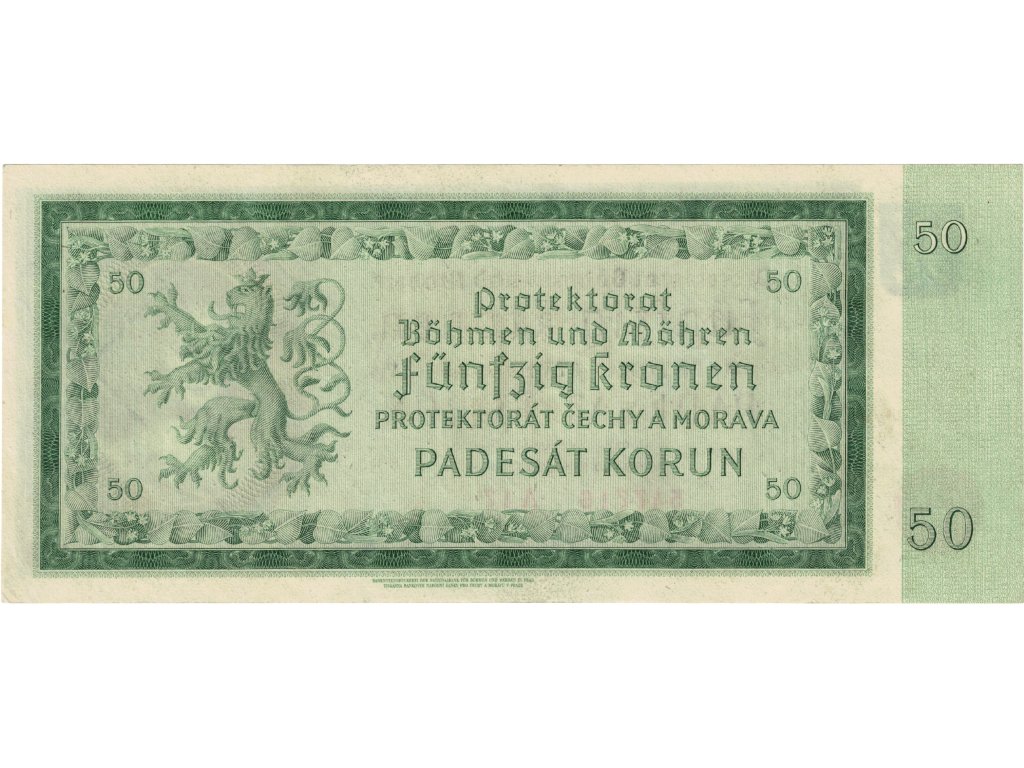 50
50
50
Protektorat
Böhmen und Mähren
Fünfzig kronen
PROTEKTORÁT ČECHY A MORAVA
PADESÁT KORUN
50
50
50